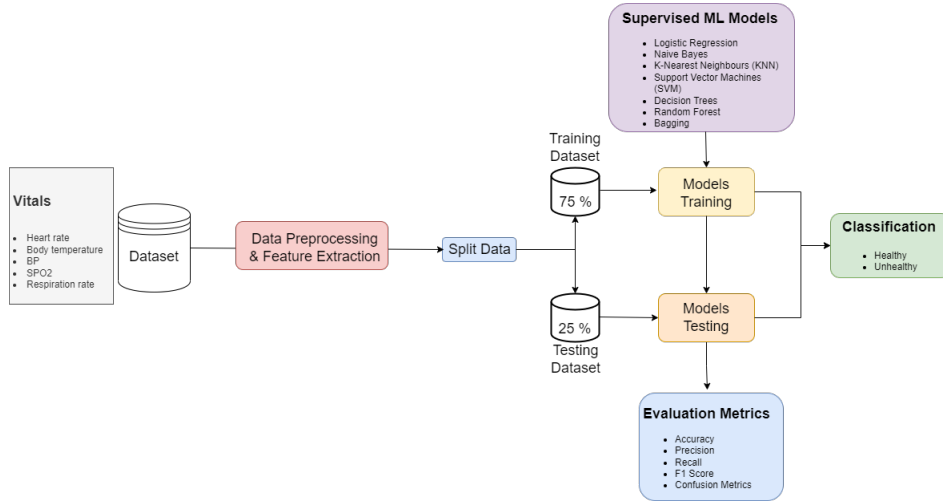 Supervised ML Models
Logistic Regression
Naive Bayes
K-Nearest Neighbours (KNN)
Support Vector Machines
(SVM)
Decision Trees
Random Forest
Bagging
Training
Dataset
75 %
Models
Training
Vitals
Heart rate
Body temperature
BP
SPO2
Respiration rate
Dataset
Data Preprocessing
& Feature Extraction
Split Data
Classification
Healthy
Unhealthy
25 %
Testing
Dataset
Models
Testing
Evaluation Metrics
Accuracy
Precision
Recall
F1 Score
Confusion Metrics